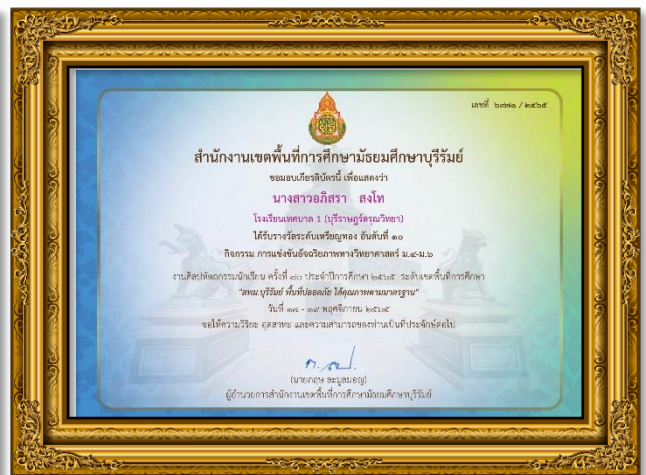 เลขที่ ๖๓๗๑ / ๒๕๖๕
สำนักงานเขตพื้นที่การศึกษามัธยมศึกษาบุรีรัมย์
ขอมอบเกียรติบัตรนี้ เพื่อแสดงว่า
นางสาวอภิสรา สงโท
โรงเรียนเทศบาล 1 (บุรีราษฎร์ดรุณวิทยา)
ได้รับรางวัลระดับเหรียญทอง อันดับที่ ๑๐
กิจกรรม การแข่งขันอัจฉริยภาพทางวิทยาศาสตร์ ม.๔-ม.๖
งานศิลปหัตถกรรมนักเรียน ครั้งที่ ๗๐ ประจำปีการศึกษา ๒๕๖๕ ระดับเขตพื้นที่การศึกษา
"สพม.บุรีรัมย์ พื้นที่ปลอดภัย ได้คุณภาพตามมาตรฐาน"
วันที่ ๑๗ - ๑๙ พฤศจิกายน ๒๕๖๕
ขอให้ความวิริยะ อุตสาหะ และความสามารถของท่านเป็นที่ประจักษ์ต่อไป
(นายกฤษ ละมูลมอญ)
ผู้อำนวยการสำนักงานเขตพื้นที่การศึกษามัธยมศึกษาบุรีรัมย์